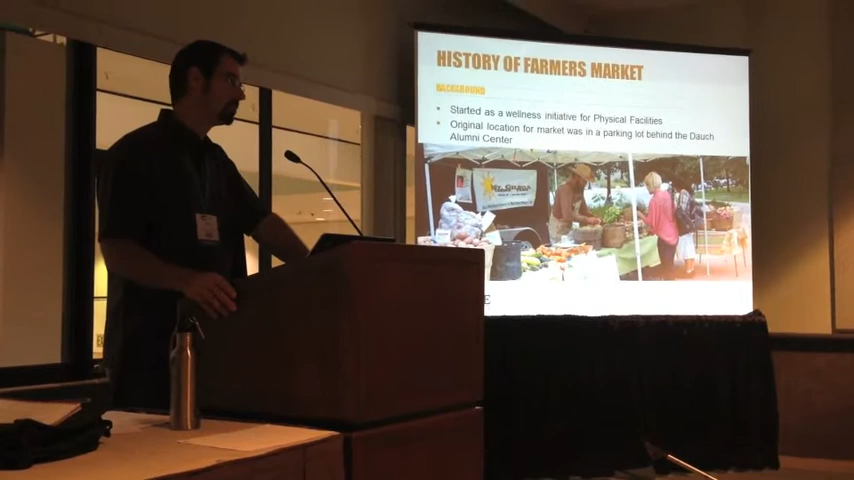 HISTORY OF FARMERS MARKET
BACKGROUND
Started as a wellness initiative for Physical Facilities
Original location for market was in a parking lot behind the Dauch
Alumni Center
E